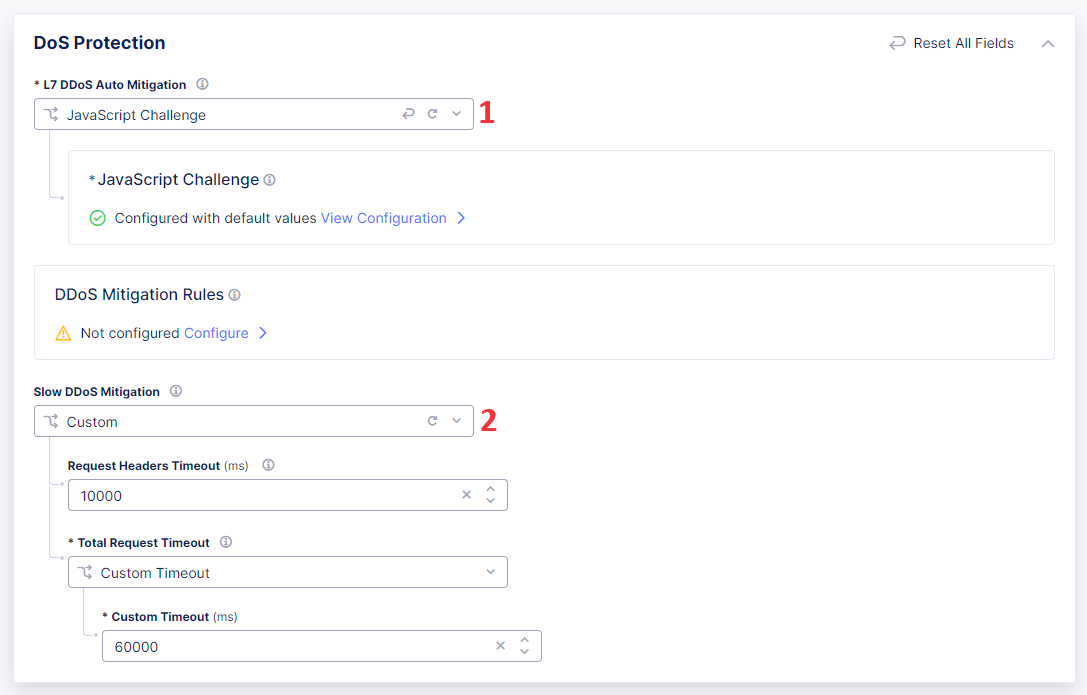 DoS Protection
Reset All Fields
* L7 DDoS Auto Mitigation
JavaScript Challenge
1
* JavaScript Challenge
Configured with default values View Configuration
DDoS Mitigation Rules
Not configured Configure
Slow DDoS Mitigation
Custom
2
Request Headers Timeout (ms)
10000
* Total Request Timeout
Custom Timeout
* Custom Timeout (ms)
60000